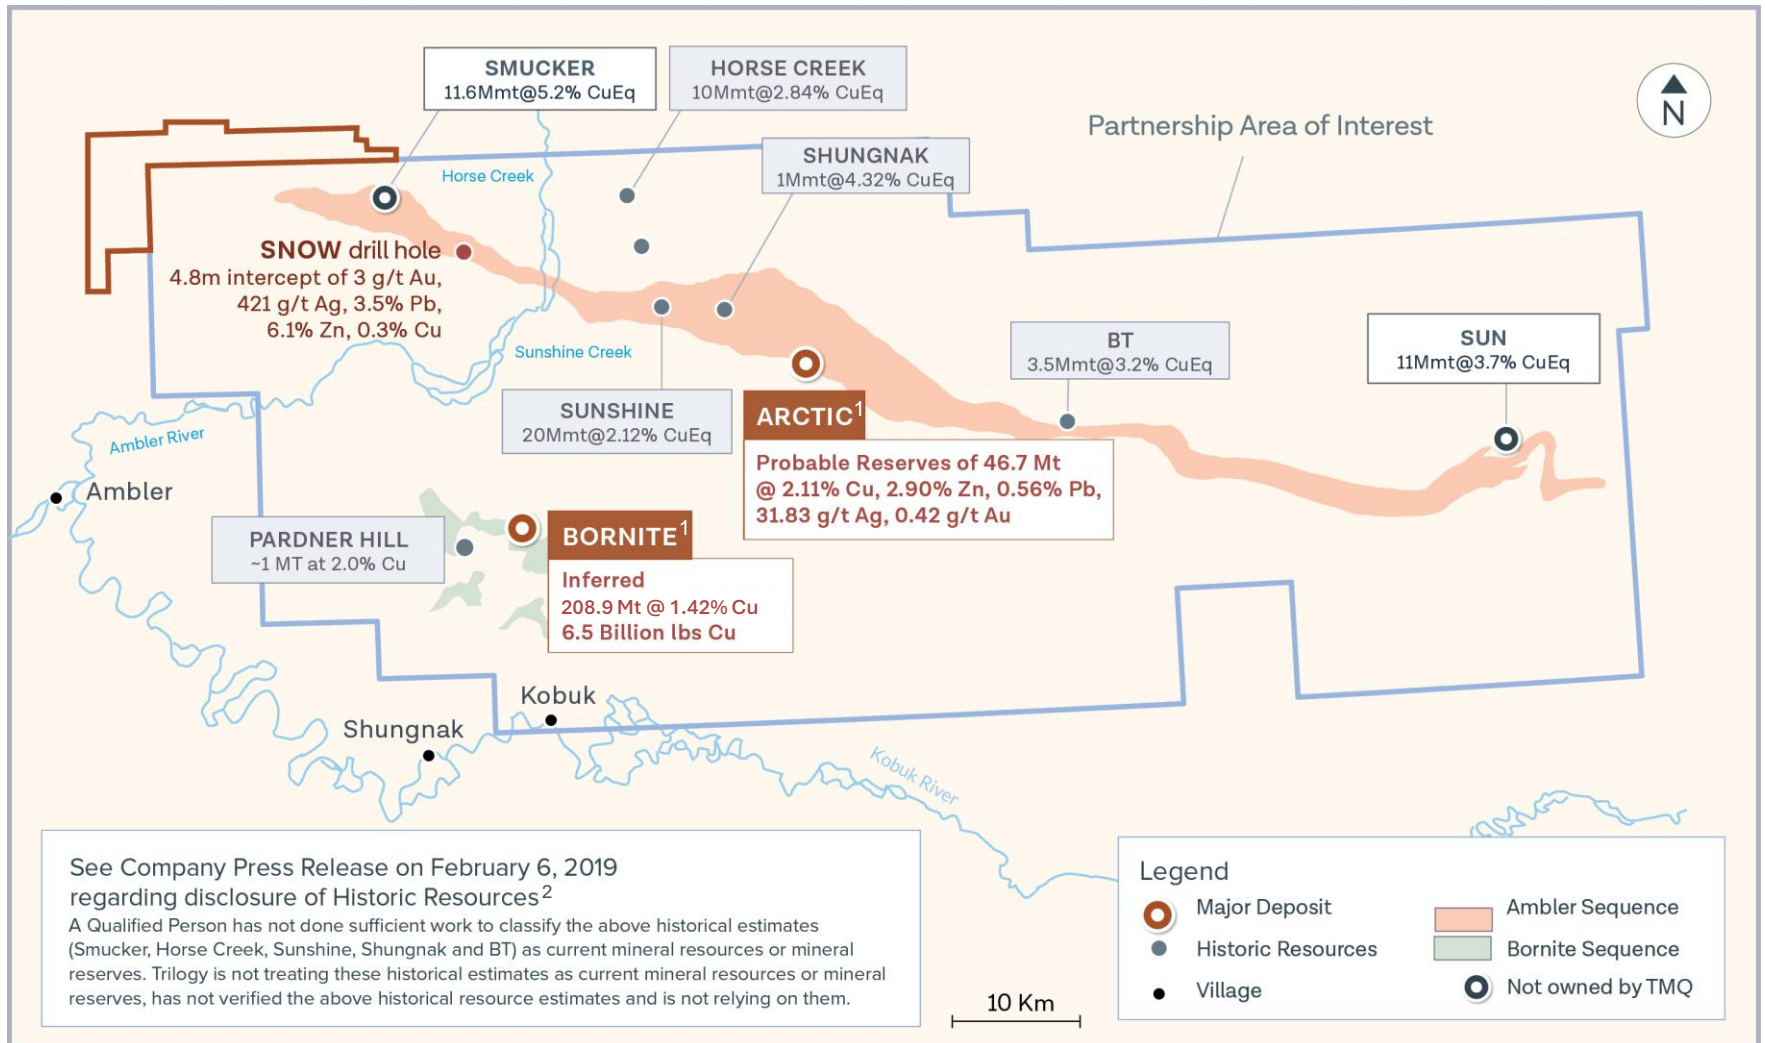 SMUCKER
11.6Mmt@5.2% CuEq
HORSE CREEK
10Mmt@2.84% CuEq
N
Partnership Area of Interest
SHUNGNAK
1Mmt@4.32% CuEq
Horse Creek
SNOW drill hole
4.8m intercept of 3 g/t Au,
421 g/t Ag, 3.5% Pb,
6.1% Zn, 0.3% Cu
Sunshine Creek
BT
3.5Mmt@3.2% CuEq
SUN
11Mmt@3.7% CuEq
SUNSHINE
20Mmt@2.12% CuEq
ARCTIC1
Probable Reserves of 46.7 Mt
@ 2.11% Cu, 2.90% Zn, 0.56% Pb,
31.83 g/t Ag, 0.42 g/t Au
Ambler River
Ambler
PARDNER HILL
~1 MT at 2.0% Cu
BORNITE1
Inferred
208.9 Mt @ 1.42% Cu
6.5 Billion lbs Cu
Kobuk
Shungnak
Kobuk River
See Company Press Release on February 6, 2019
regarding disclosure of Historic Resources2
A Qualified Person has not done sufficient work to classify the above historical estimates
(Smucker, Horse Creek, Sunshine, Shungnak and BT) as current mineral resources or mineral
reserves. Trilogy is not treating these historical estimates as current mineral resources or mineral
reserves, has not verified the above historical resource estimates and is not relying on them.
10 Km
Legend
Major Deposit
Historic Resources
Village
Ambler Sequence
Bornite Sequence
Not owned by TMQ